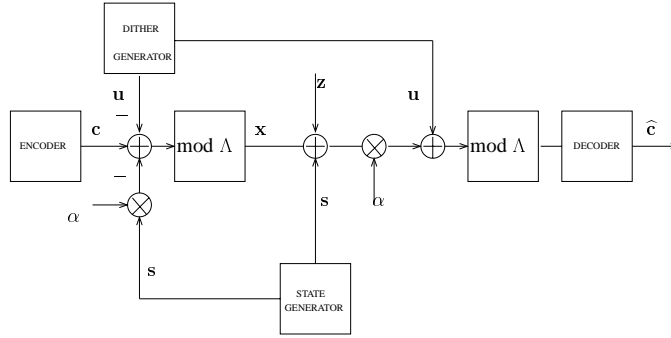 DITHER
GENERATOR
u
−
z
u
ENCODER
c
mod Λ
x
mod Λ
DECODER
ĉ
−
α
s
α
s
STATE
GENERATOR